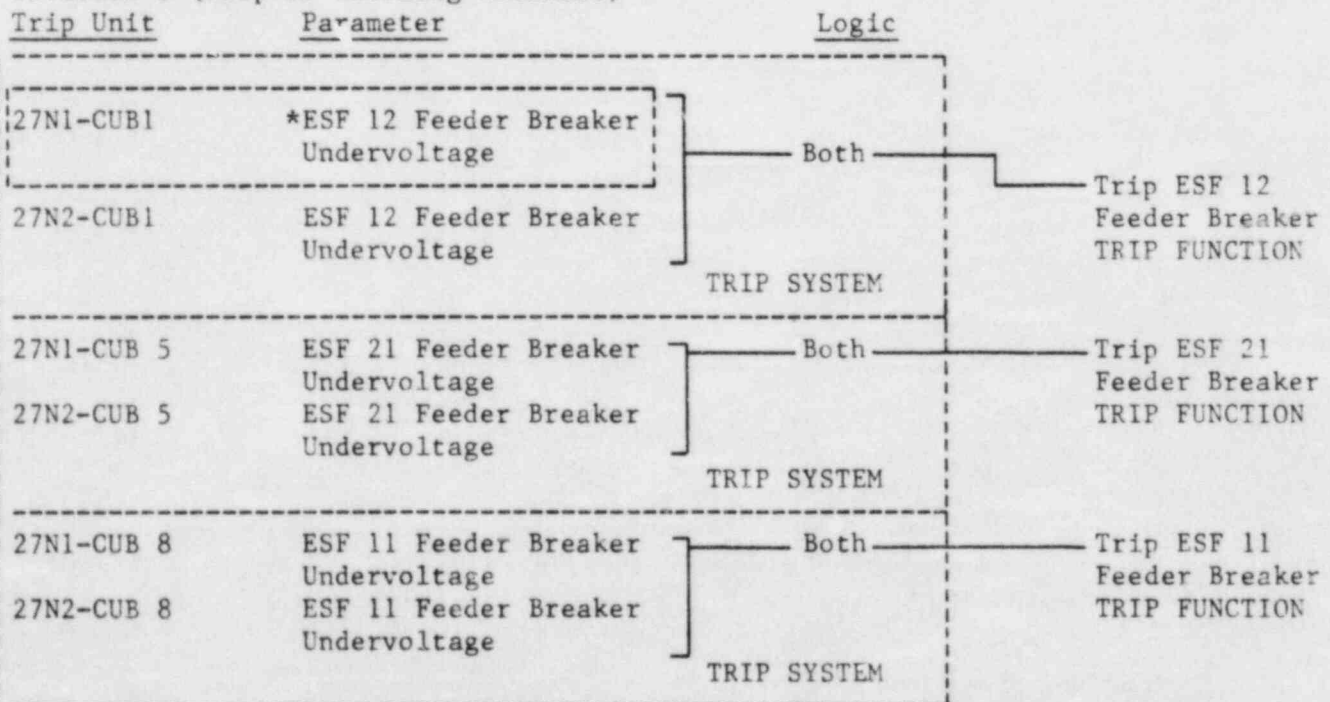 Trip Unit Parameter Logic
27N1-CUB1 *ESF 12 Feeder Breaker
Undervoltage
Both
Trip ESF 12
27N2-CUB1 ESF 12 Feeder Breaker Feeder Breaker
Undervoltage TRIP FUNCTION
TRIP SYSTEM
27N1-CUB 5 ESF 21 Feeder Breaker Both Trip ESF 21
Undervoltage Feeder Breaker
27N2-CUB 5 ESF 21 Feeder Breaker TRIP FUNCTION
Undervoltage
TRIP SYSTEM
27N1-CUB 8 ESF 11 Feeder Breaker Both Trip ESF 11
Undervoltage Feeder Breaker
27N2-CUB 8 ESF 11 Feeder Breaker TRIP FUNCTION
Undervoltage
TRIP SYSTEM